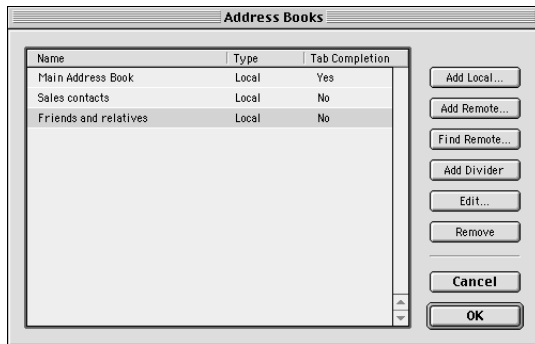 Address Books
Name Type Tab Completion
Main Address Book Local Yes
Sales contacts Local No
Friends and relatives Local No
Add Local...
Add Remote...
Find Remote...
Add Divider
Edit...
Remove
Cancel
OK